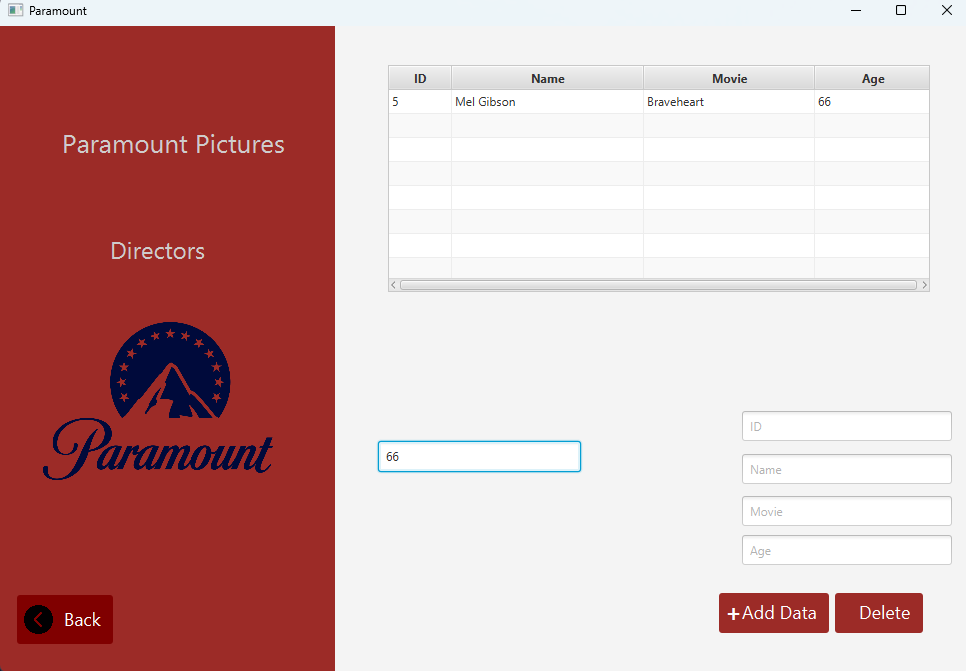 Paramount
Paramount Pictures
Directors
Paramount
Back
ID Name Movie Age
5 Mel Gibson Braveheart 66
66
ID
Name
Movie
Age
+Add Data
Delete